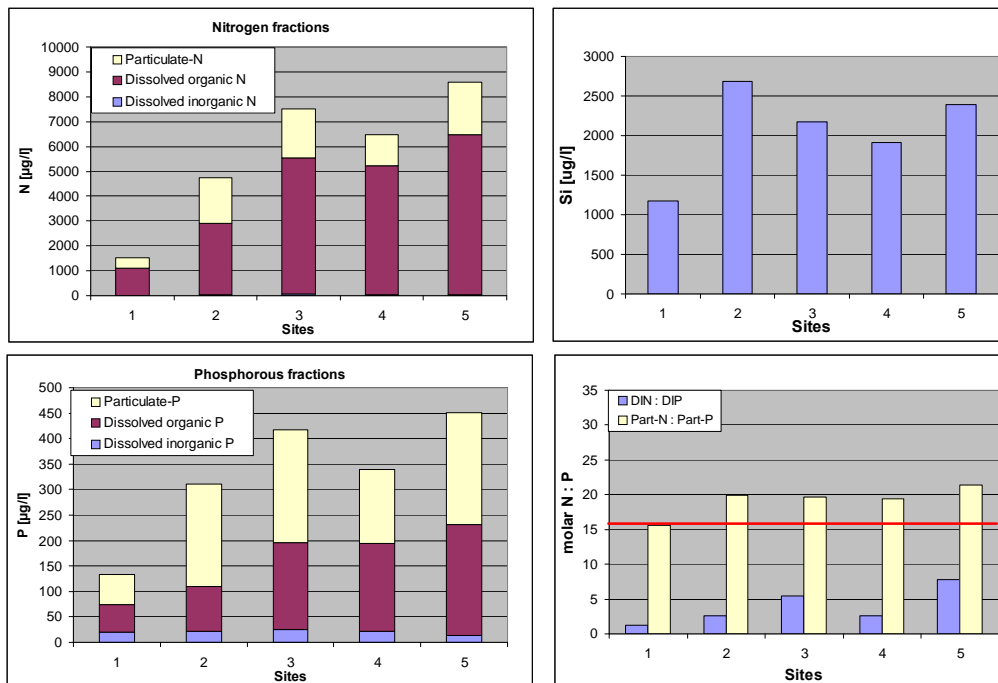 Nitrogen fractions
10000
9000
8000
7000
6000
5000
4000
3000
2000
1000
0
N [µg/l]
Particulate-N
Dissolved organic N
Dissolved inorganic N
1 2 3 4 5
Sites
3000
2500
2000
1500
1000
500
0
Si [ug/l]
1 2 3 4 5
Sites
Phosphorous fractions
500
450
400
350
300
250
200
150
100
50
0
P [µg/l]
Particulate-P
Dissolved organic P
Dissolved inorganic P
1 2 3 4 5
Sites
35
30
25
20
15
10
5
0
molar N : P
DIN : DIP
Part-N : Part-P
1 2 3 4 5
Sites